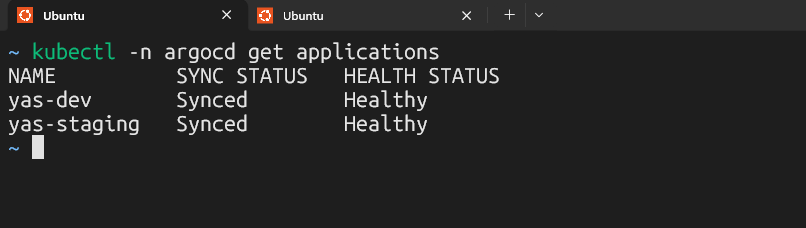 Ubuntu
Ubuntu
~ kubectl -n argocd get applications
NAME          SYNC STATUS   HEALTH STATUS
yas-dev       Synced        Healthy
yas-staging   Synced        Healthy
~